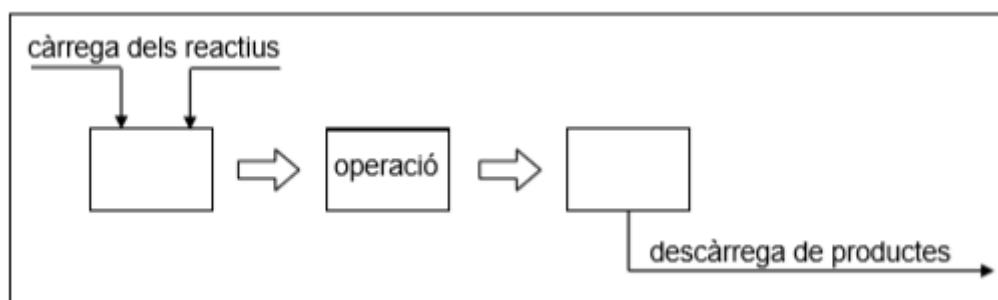 càrrega dels reactius
operació
descàrrega de productes